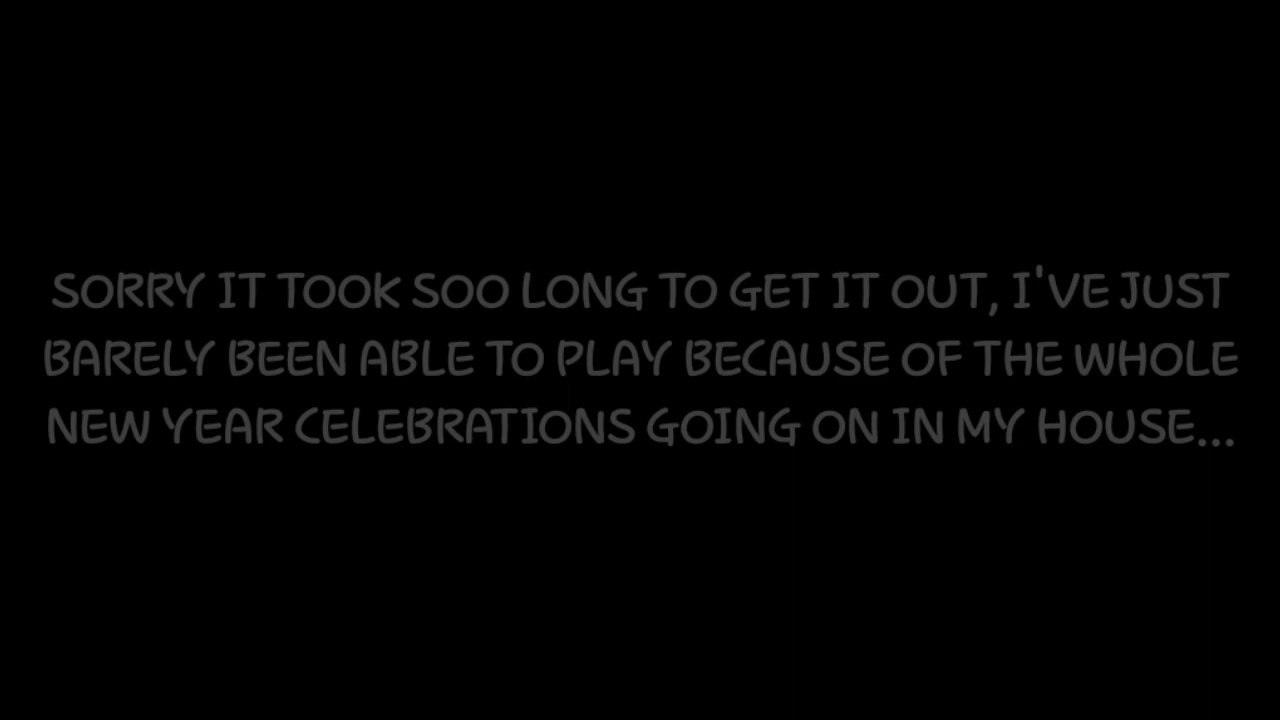 SORRY IT TOOK SOO LONG TO GET IT OUT, I'VE JUST
BARELY BEEN ABLE TO PLAY BECAUSE OF THE WHOLE
NEW YEAR CELEBRATIONS GOING ON IN MY HOUSE...